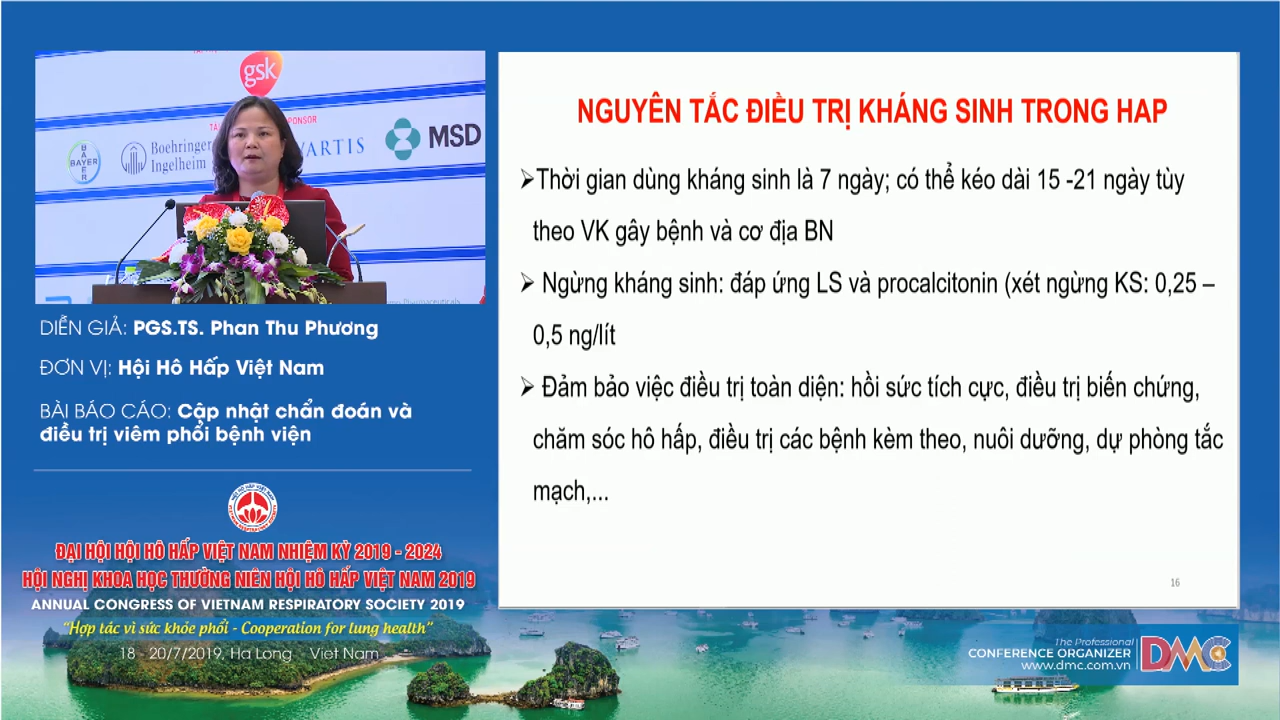 gsk
BAYER
Boehringer
Ingelheim
MSD
DIỄN GIẢ: PGS.TS. Phan Thu Phương
ĐƠN VỊ: Hội Hô Hấp Việt Nam
BÀI BÁO CÁO: Cập nhật chẩn đoán và
điều trị viêm phổi bệnh viện
ĐẠI HỘI HỘI HÔ HẤP VIỆT NAM NHIỆM KỲ 2019 - 2024
HỘI NGHỊ KHOA HỌC THƯỜNG NIÊN HỘI HÔ HẤP VIỆT NAM 2019
ANNUAL CONGRESS OF VIETNAM RESPIRATORY SOCIETY 2019
“Hợp tác vì sức khỏe phổi - Cooperation for lung health”
18 - 20/7/2019, Ha Long Viet Nam
NGUYÊN TẮC ĐIỀU TRỊ KHÁNG SINH TRONG HAP
➢Thời gian dùng kháng sinh là 7 ngày; có thể kéo dài 15 -21 ngày tùy
theo VK gây bệnh và cơ địa BN
➢ Ngừng kháng sinh: đáp ứng LS và procalcitonin (xét ngừng KS: 0,25 –
0,5 ng/lít
➢ Đảm bảo việc điều trị toàn diện: hồi sức tích cực, điều trị biến chứng,
chăm sóc hô hấp, điều trị các bệnh kèm theo, nuôi dưỡng, dự phòng tắc
mạch,...
16
The Professional
CONFERENCE ORGANIZER
www.dmc.com.vn
DMC